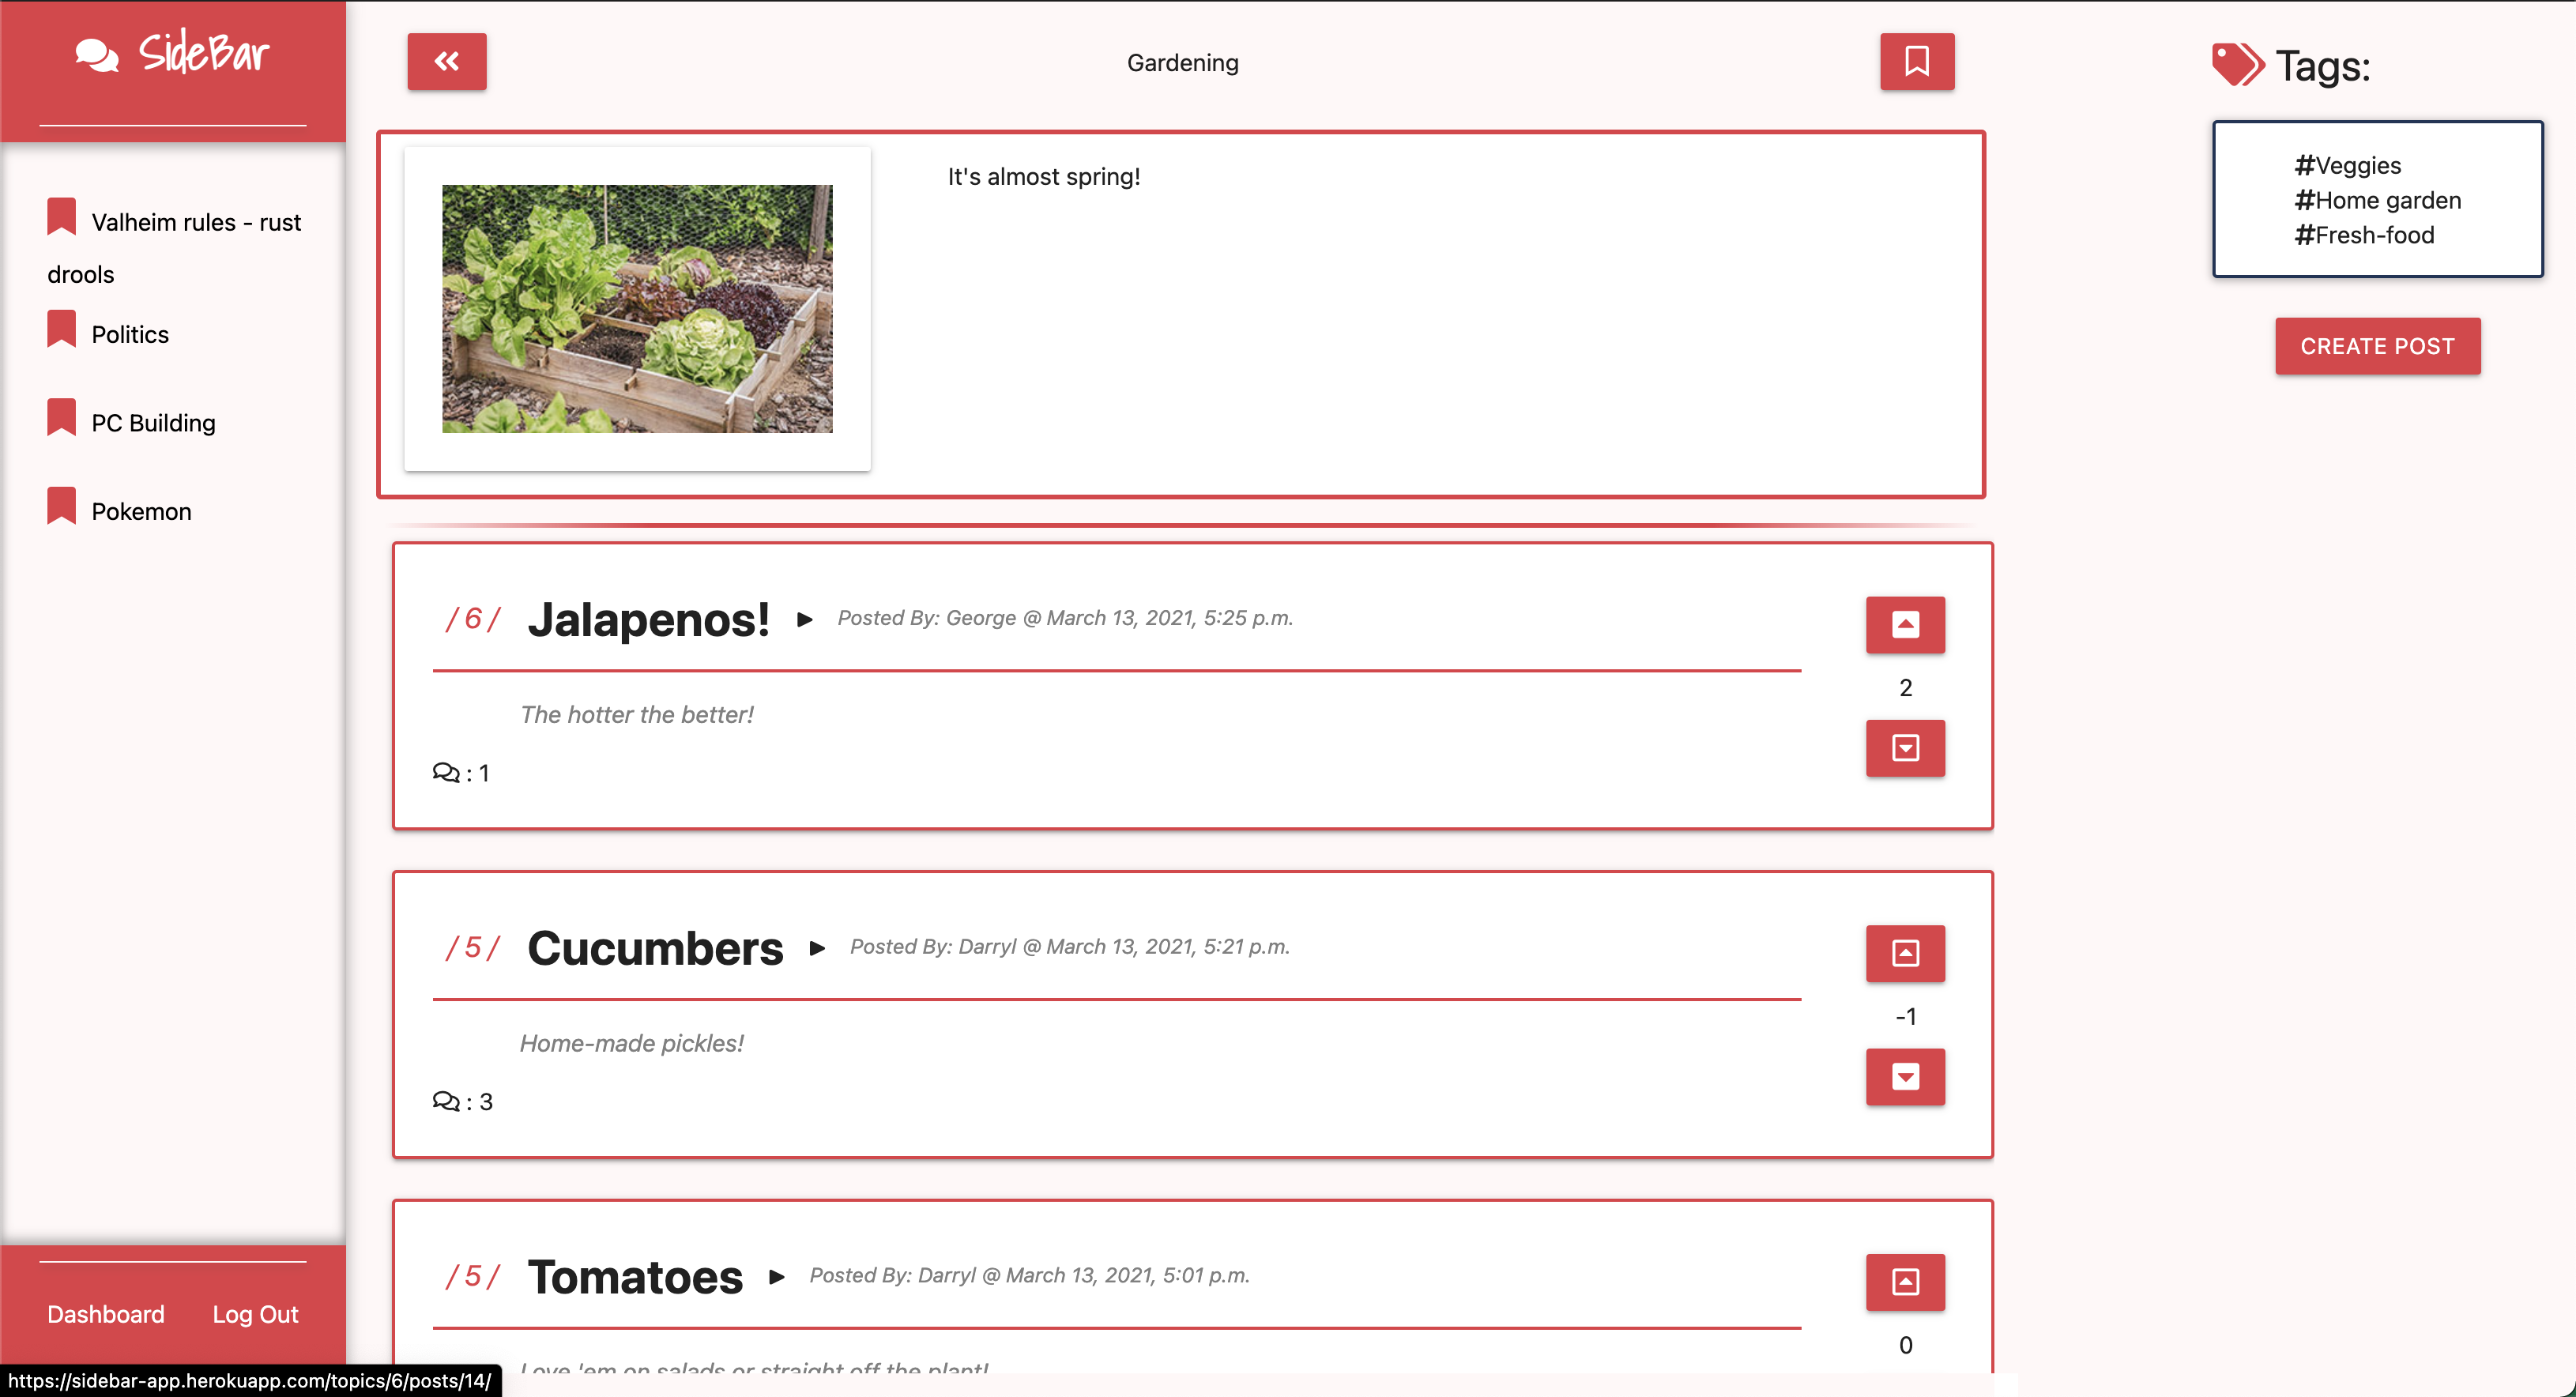 SideBar
Valheim rules - rust
drools
Politics
PC Building
Pokemon
Dashboard
Log Out
https://sidebar-app.herokuapp.com/topics/6/posts/14/
Gardening
It's almost spring!
/ 6 / Jalapenos! Posted By: George @ March 13, 2021, 5:25 p.m.
The hotter the better!
: 1
2
/ 5 / Cucumbers Posted By: Darryl @ March 13, 2021, 5:21 p.m.
Home-made pickles!
: 3
-1
/ 5 / Tomatoes Posted By: Darryl @ March 13, 2021, 5:01 p.m.
Love 'em on salads or straight off the plant!
0
Tags:
#Veggies
#Home garden
#Fresh-food
CREATE POST